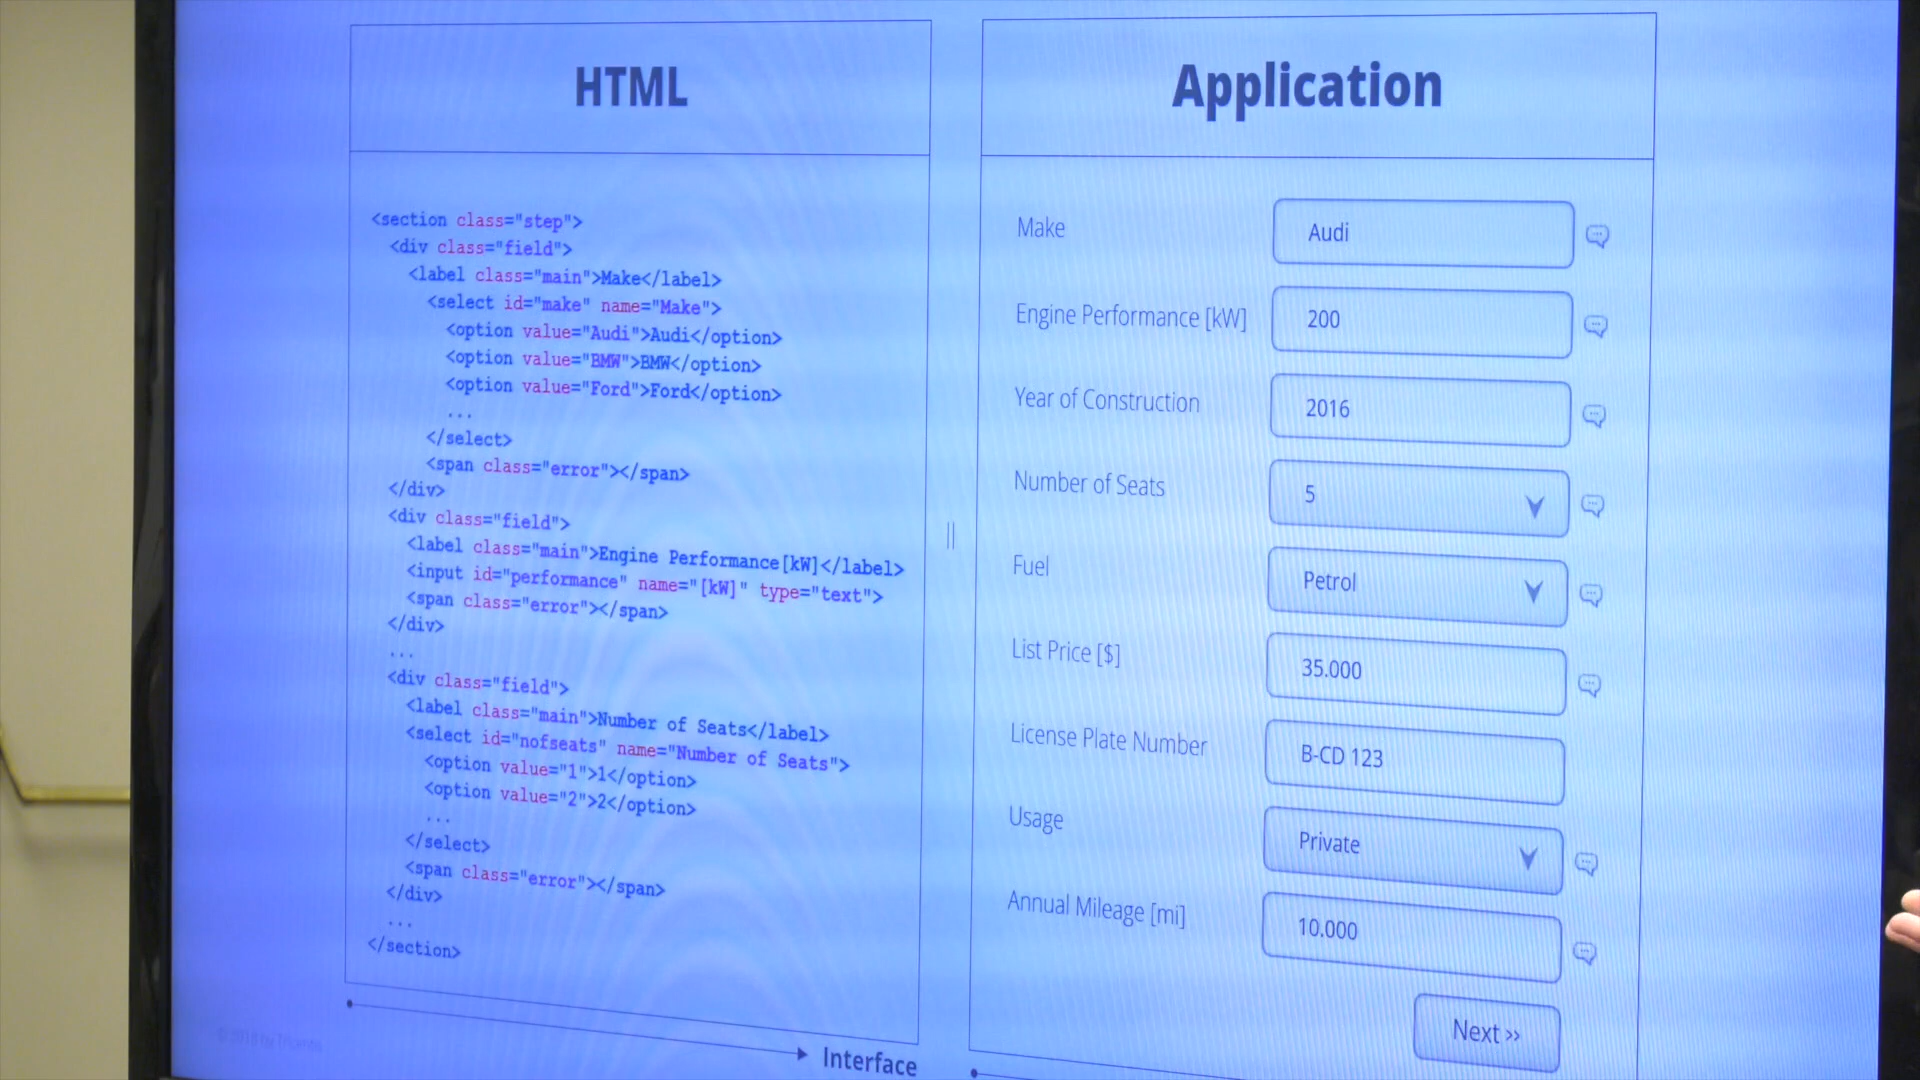 HTML
<section class="step">
<div class="field">
<label class="main">Make</label>
<select id="make" name="Make">
<option value="Audi">Audi</option>
<option value="BMW">BMW</option>
<option value="Ford">Ford</option>
...
</select>
<span class="error"></span>
</div>
<div class="field">
<label class="main">Engine Performance[kW]</label>
<input id="performance" name="[kW]" type="text">
<span class="error"></span>
</div>
...
<div class="field">
<label class="main">Number of Seats</label>
<select id="nofseats" name="Number of Seats">
<option value="1">1</option>
<option value="2">2</option>
...
</select>
<span class="error"></span>
</div>
...
</section>
Interface
Application
Make Audi
Engine Performance [kW] 200
Year of Construction 2016
Number of Seats 5
Fuel Petrol
List Price [$] 35.000
License Plate Number B-CD 123
Usage Private
Annual Mileage [mi] 10.000
Next >>